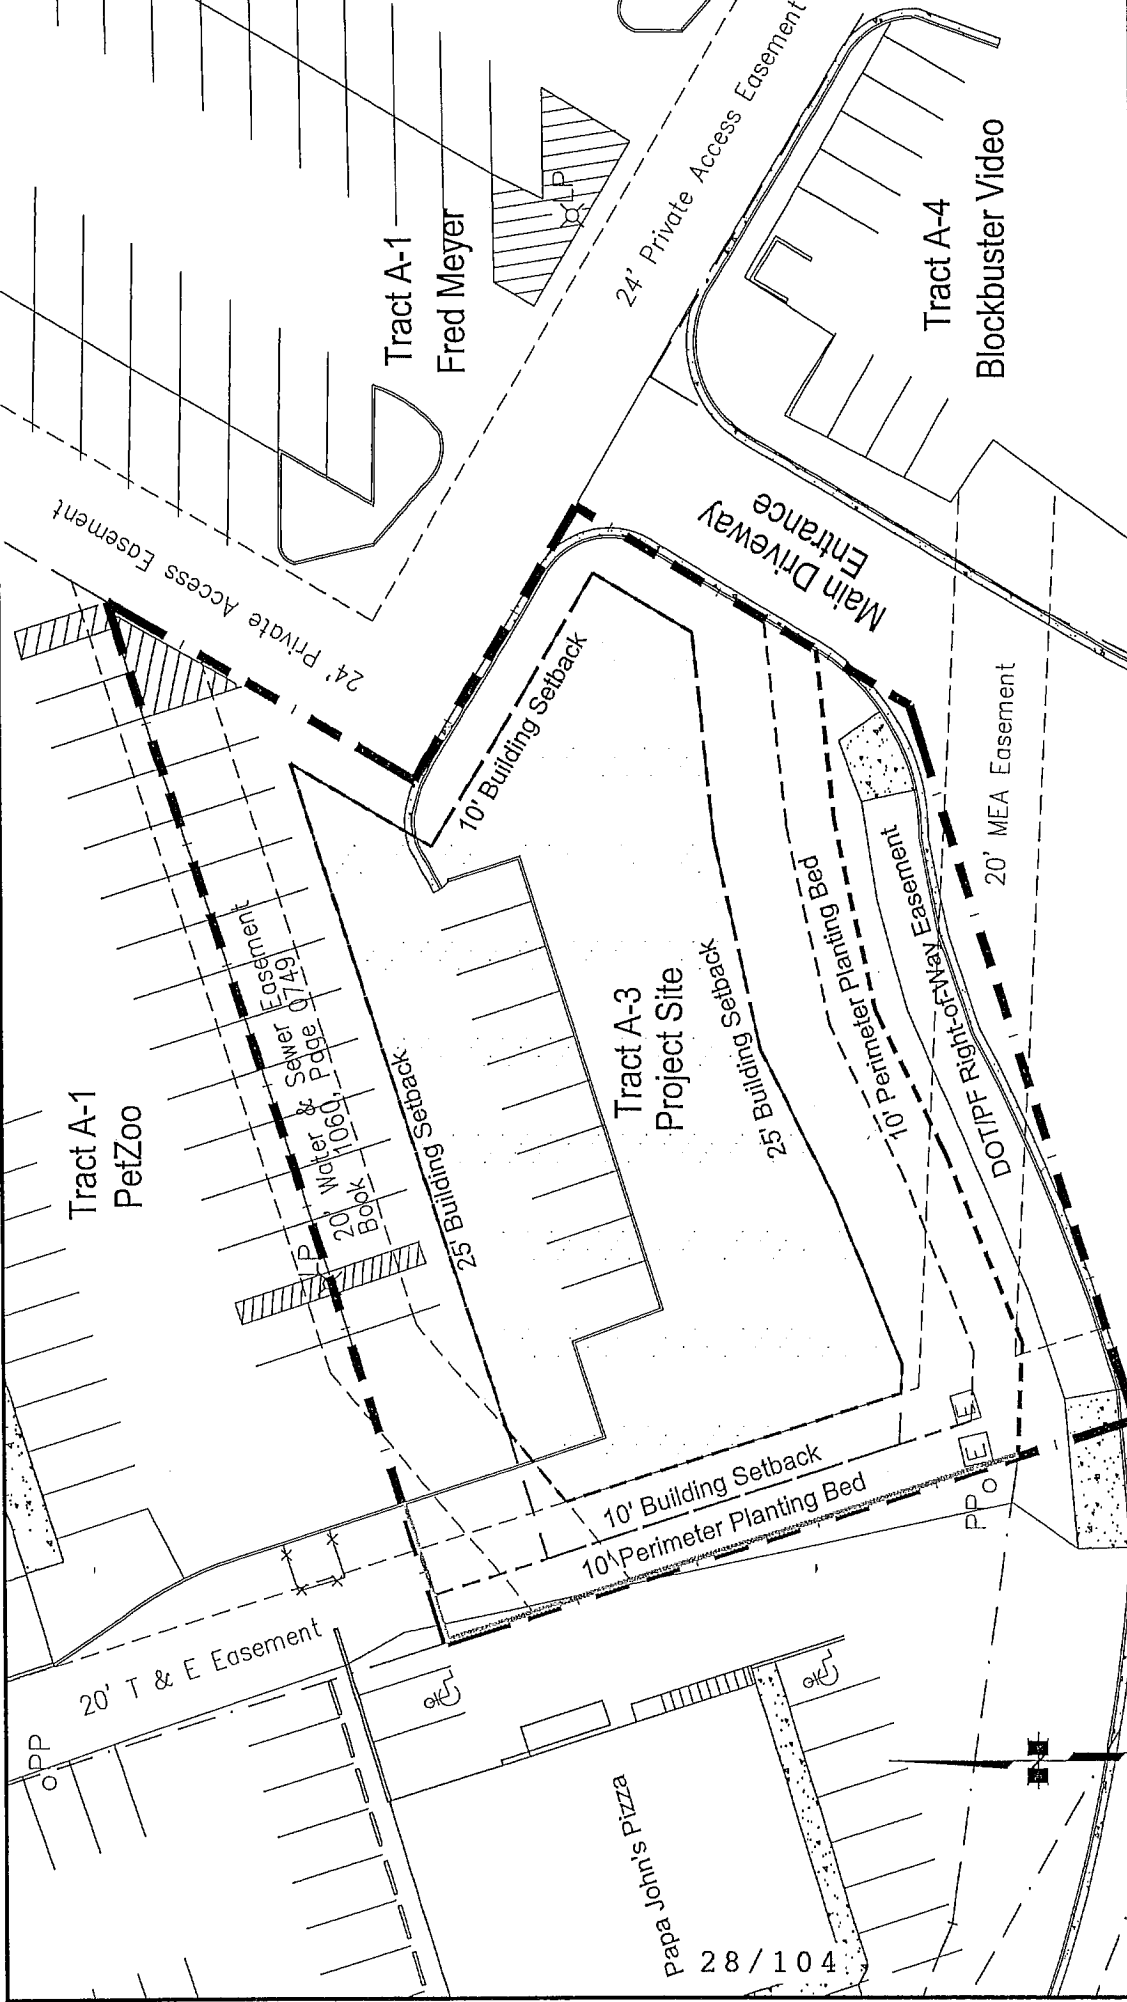 Tract A-1
PetZoo
Tract A-1
Fred Meyer
24' Private Access Easement
24' Private Access Easement
Tract A-4
Blockbuster Video
Main Driveway
Entrance
LP
LP
20' Water & Sewer Easement
Book 1060, Page 0749
25' Building Setback
10' Building Setback
Tract A-3
Project Site
25' Building Setback
10' Perimeter Planting Bed
10' Perimeter Planting Bed
DOT/PF Right-of-Way Easement
20' MEA Easement
10' Building Setback
10' Perimeter Planting Bed
E
E
PP
20' T & E Easement
PP
Papa John's Pizza
28/104